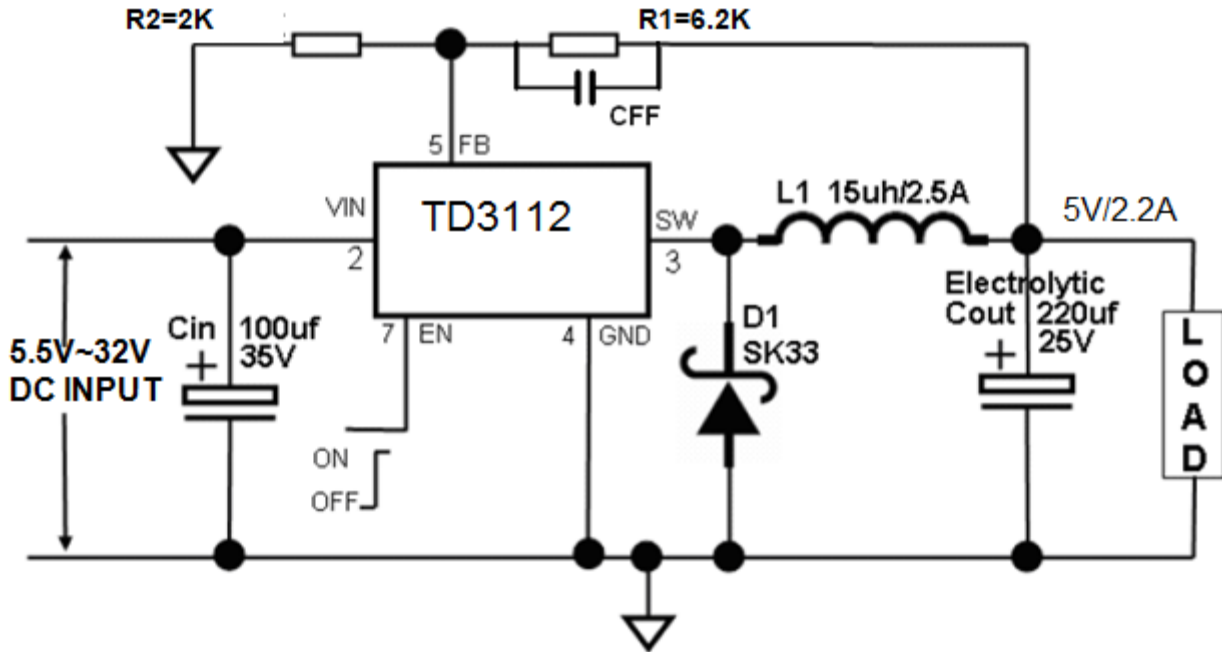 R2=2K
R1=6.2K
CFF
5 FB
VIN
TD3112
SW
L1 15uh/2.5A
5V/2.2A
2
3
Electrolytic
Cin 100uf
35V
7 EN
4 GND
D1
SK33
Cout 220uf
25V
+
+
5.5V~32V
DC INPUT
LOAD
ON
OFF